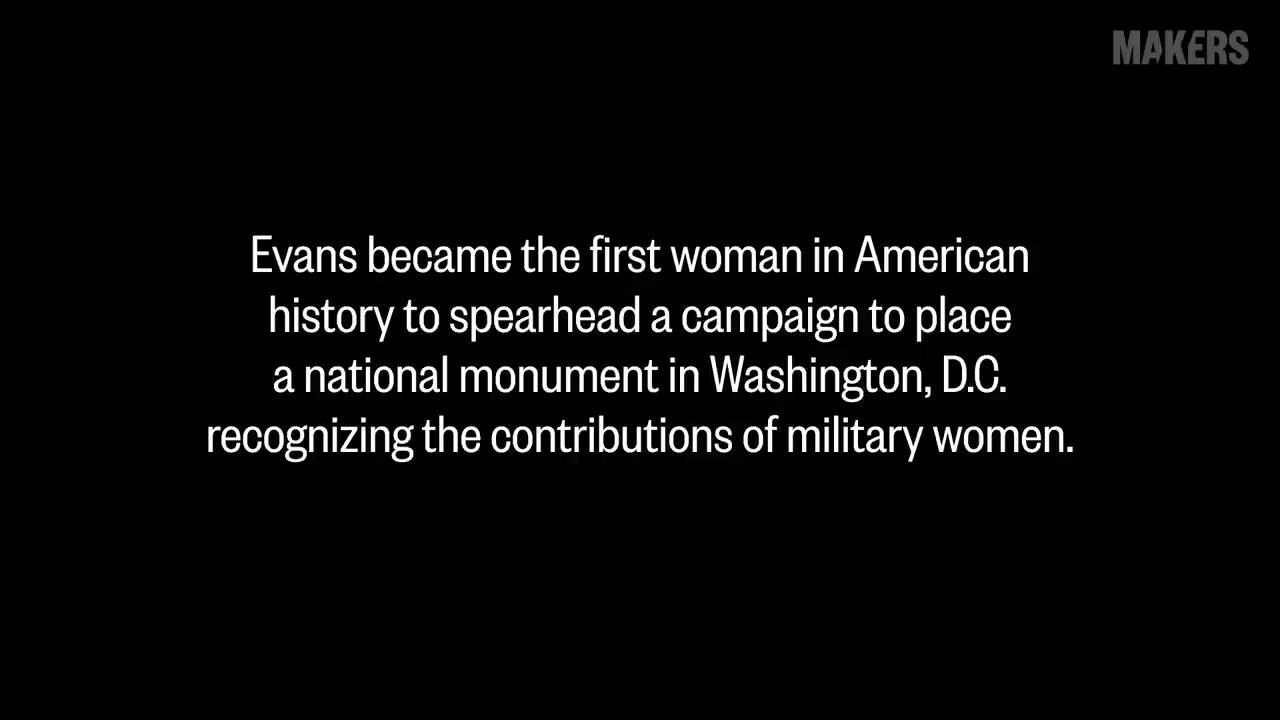 MAKERS
Evans became the first woman in American
history to spearhead a campaign to place
a national monument in Washington, D.C.
recognizing the contributions of military women.